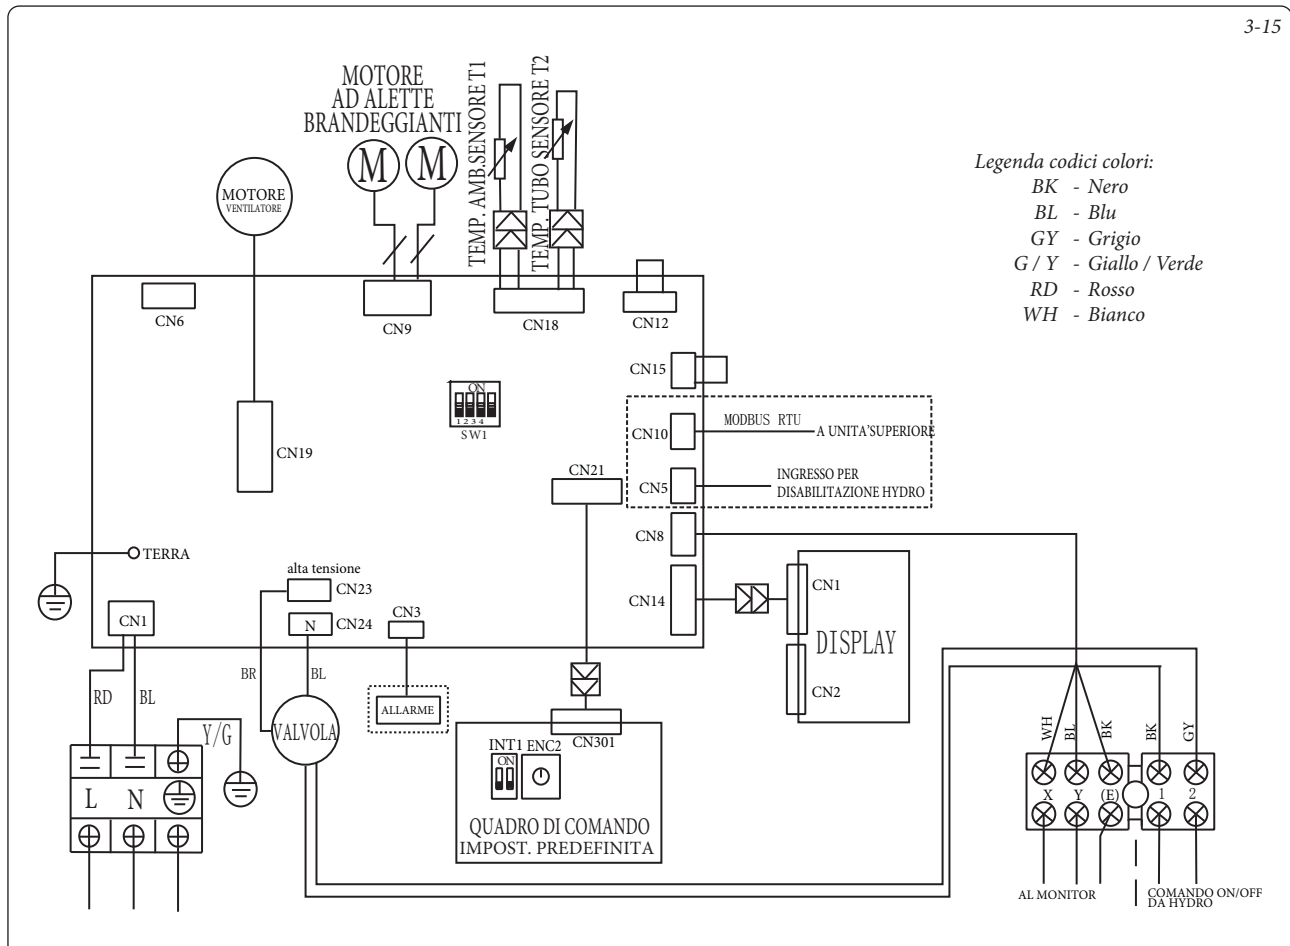 3-15
MOTORE
AD ALETTE
BRANDEGGIANTI
M
M
TEMP. AMB.SENSORE T1
TEMP. TUBO SENSORE T2
MOTORE
VENTILATORE
Legenda codici colori:
BK - Nero
BL - Blu
GY - Grigio
G / Y - Giallo / Verde
RD - Rosso
WH - Bianco
CN6
CN9
CN18
CN12
CN15
ON
1 2 3 4
SW1
CN10
MODBUS RTU
A UNITA'SUPERIORE
CN19
CN21
CN5
INGRESSO PER
DISABILITAZIONE HYDRO
CN8
TERRA
alta tensione
CN23
CN1
N
CN24
CN3
CN14
CN1
DISPLAY
CN2
RD
BL
BR
BL
Y/G
VALVOLA
ALLARME
CN301
INT1
ENC2
ON
QUADRO DI COMANDO
IMPOST. PREDEFINITA
L
N
WH
BL
BK
BK
GY
X
Y
(E)
1
2
AL MONITOR
COMANDO ON/OFF
DA HYDRO